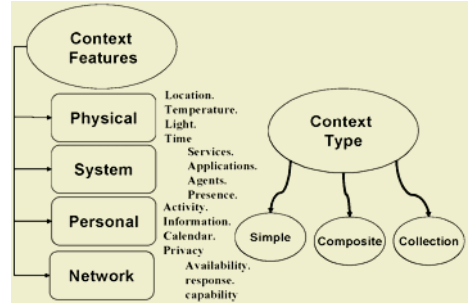 Context
Features
Physical
Location.
Temperature.
Light.
Time
System
Services.
Applications.
Agents.
Presence.
Personal
Activity.
Information.
Calendar.
Privacy
Network
Availability.
response.
capability
Context
Type
Simple
Composite
Collection